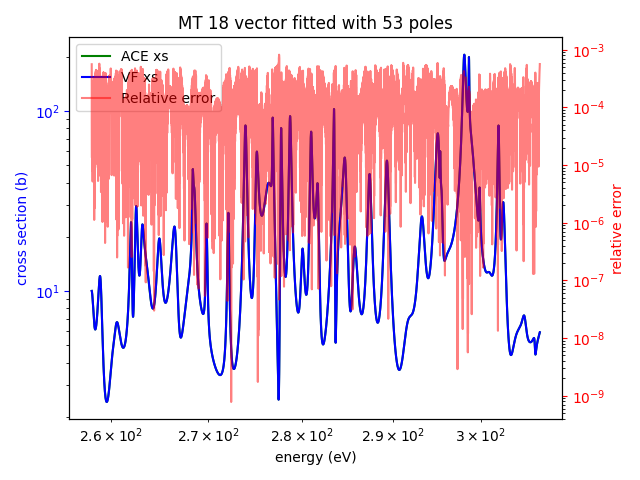 MT 18 vector fitted with 53 poles
ACE xs
VF xs
Relative error
cross section (b)
10²
10¹
relative error
10⁻³
10⁻⁴
10⁻⁵
10⁻⁶
10⁻⁷
10⁻⁸
10⁻⁹
2.6 × 10² 2.7 × 10² 2.8 × 10² 2.9 × 10² 3 × 10²
energy (eV)